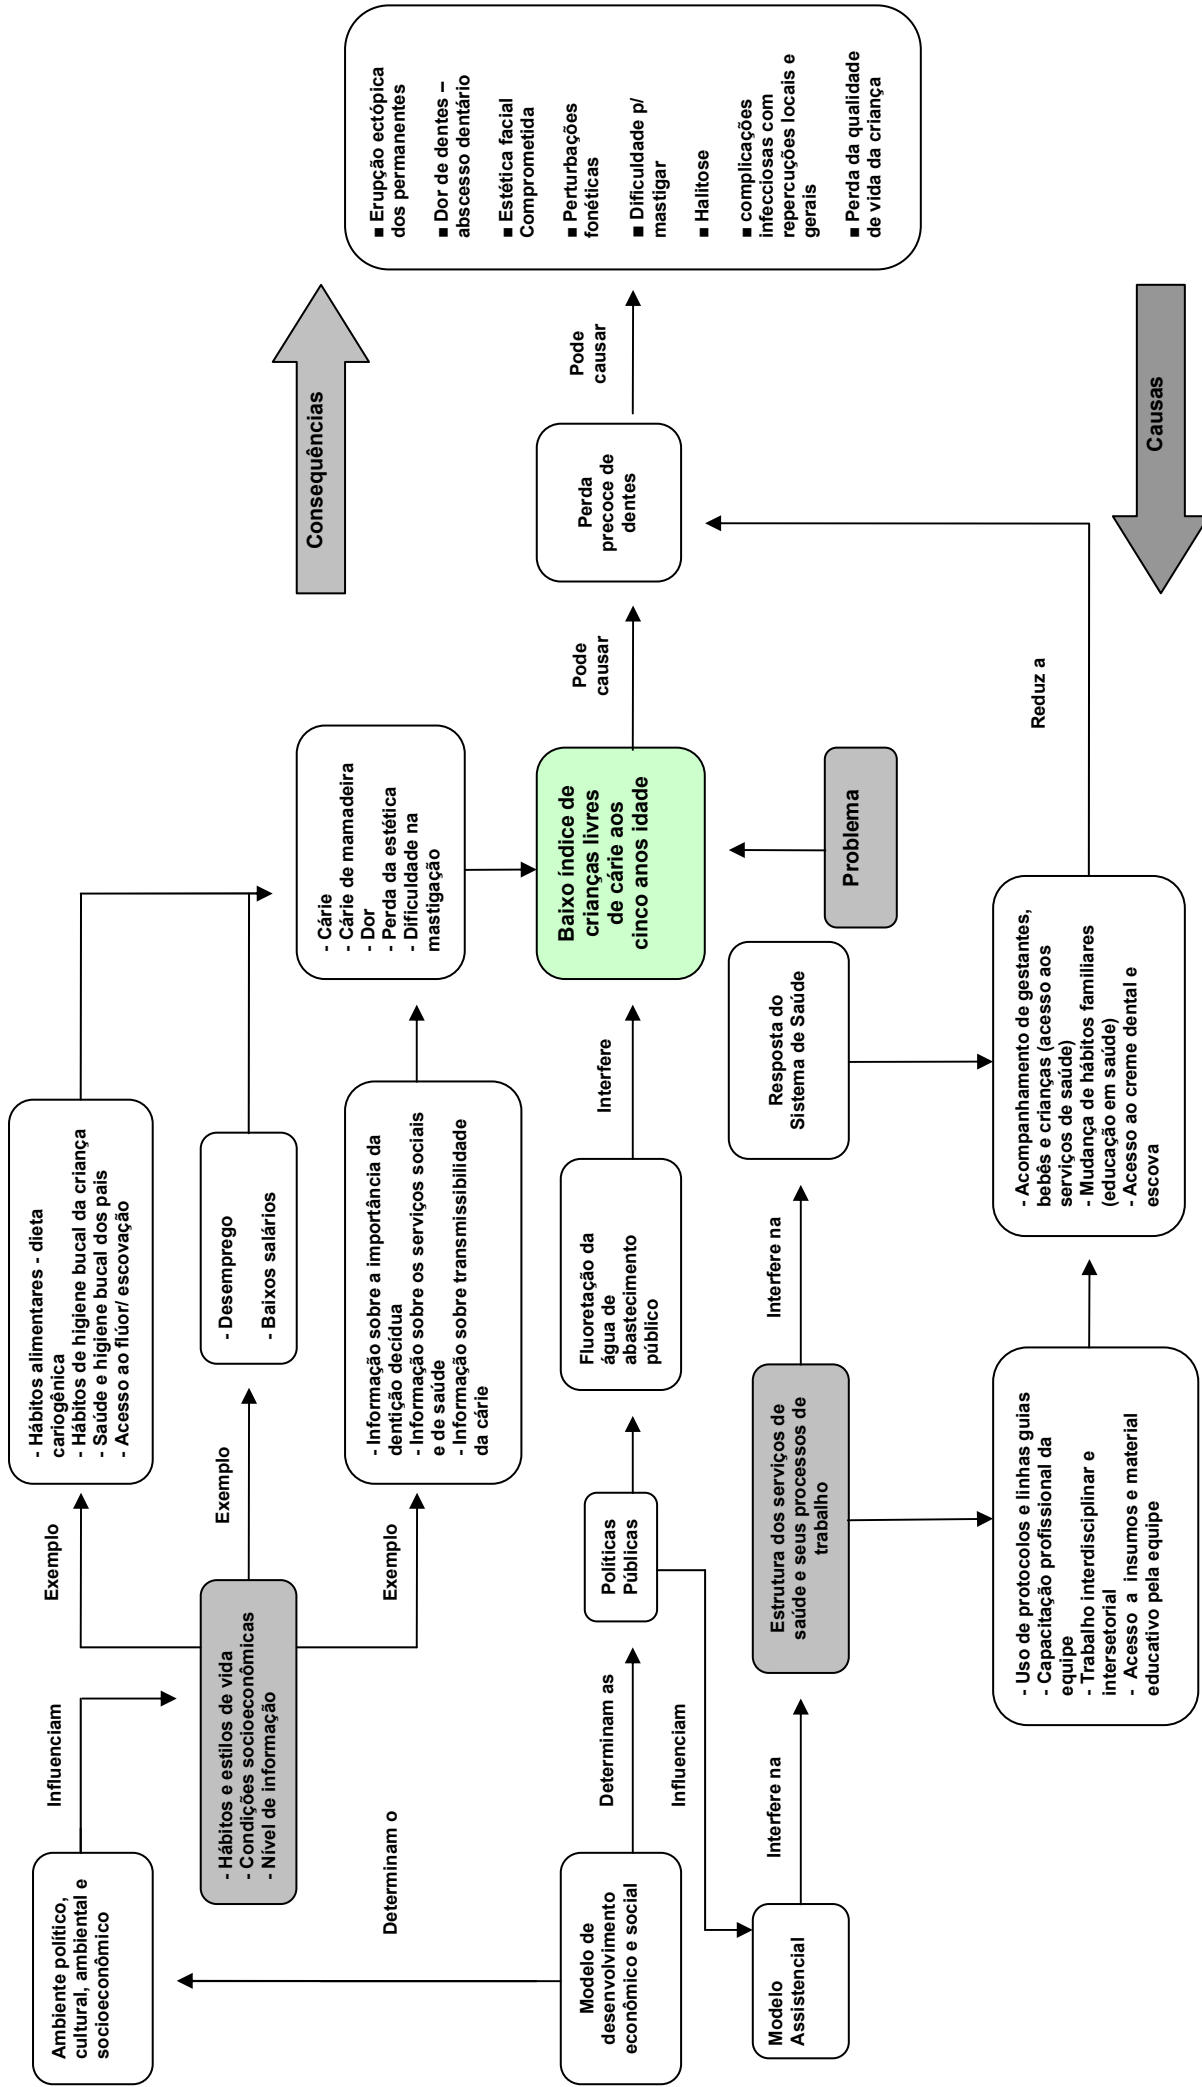 Ambiente político,
cultural, ambiental e
socioeconômico
Influenciam
- Hábitos e estilos de vida
- Condições socioeconômicas
- Nível de informação
Exemplo
- Hábitos alimentares - dieta
cariogênica
- Hábitos de higiene bucal da criança
- Saúde e higiene bucal dos pais
- Acesso ao flúor/ escovação
Exemplo
- Desemprego
- Baixos salários
Exemplo
- Informação sobre a importância da
dentição decídua
- Informação sobre os serviços sociais
e de saúde
- Informação sobre transmissibilidade
da cárie
- Cárie
- Cárie de mamadeira
- Dor
- Perda da estética
- Dificuldade na
mastigação
Consequências
Determinam o
Modelo de
desenvolvimento
econômico e social
Determinam as
Políticas
Públicas
Influenciam
Fluoretação da
água de
abastecimento
público
Interfere
Baixo índice de
crianças livres
de cárie aos
cinco anos idade
Pode
causar
Perda
precoce de
dentes
Pode
causar
■ Erupção ectópica
dos permanentes
■ Dor de dentes –
abscesso dentário
■ Estética facial
Comprometida
■ Perturbações
fonéticas
■ Dificuldade p/
mastigar
■ Halitose
■ complicações
infecciosas com
repercuções locais e
gerais
■ Perda da qualidade
de vida da criança
Modelo
Assistencial
Interfere na
Estrutura dos serviços de
saúde e seus processos de
trabalho
Interfere na
Resposta do
Sistema de Saúde
Problema
- Uso de protocolos e linhas guias
- Capacitação profissional da
equipe
- Trabalho interdisciplinar e
intersetorial
- Acesso a insumos e material
educativo pela equipe
- Acompanhamento de gestantes,
bebês e crianças (acesso aos
serviços de saúde)
- Mudança de hábitos familiares
(educação em saúde)
- Acesso ao creme dental e
escova
Reduz a
Causas